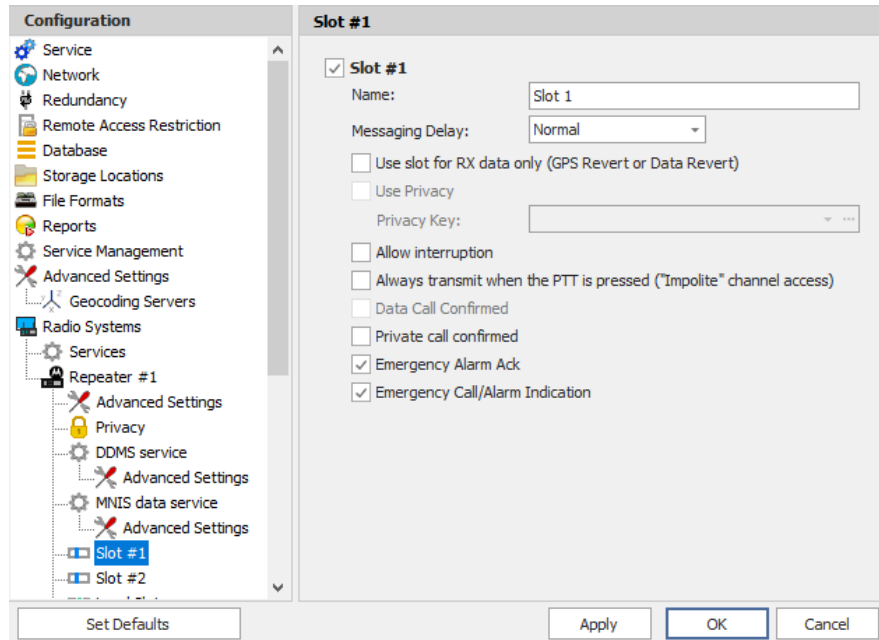 Configuration
Service
Network
Redundancy
Remote Access Restriction
Database
Storage Locations
File Formats
Reports
Service Management
Advanced Settings
Geocoding Servers
Radio Systems
Services
Repeater #1
Advanced Settings
Privacy
DDMS service
Advanced Settings
MNIS data service
Advanced Settings
Slot #1
Slot #2
Set Defaults
Slot #1
Slot #1
Name: Slot 1
Messaging Delay: Normal
Use slot for RX data only (GPS Revert or Data Revert)
Use Privacy
Privacy Key:
Allow interruption
Always transmit when the PTT is pressed ("Impolite" channel access)
Data Call Confirmed
Private call confirmed
Emergency Alarm Ack
Emergency Call/Alarm Indication
Apply OK Cancel